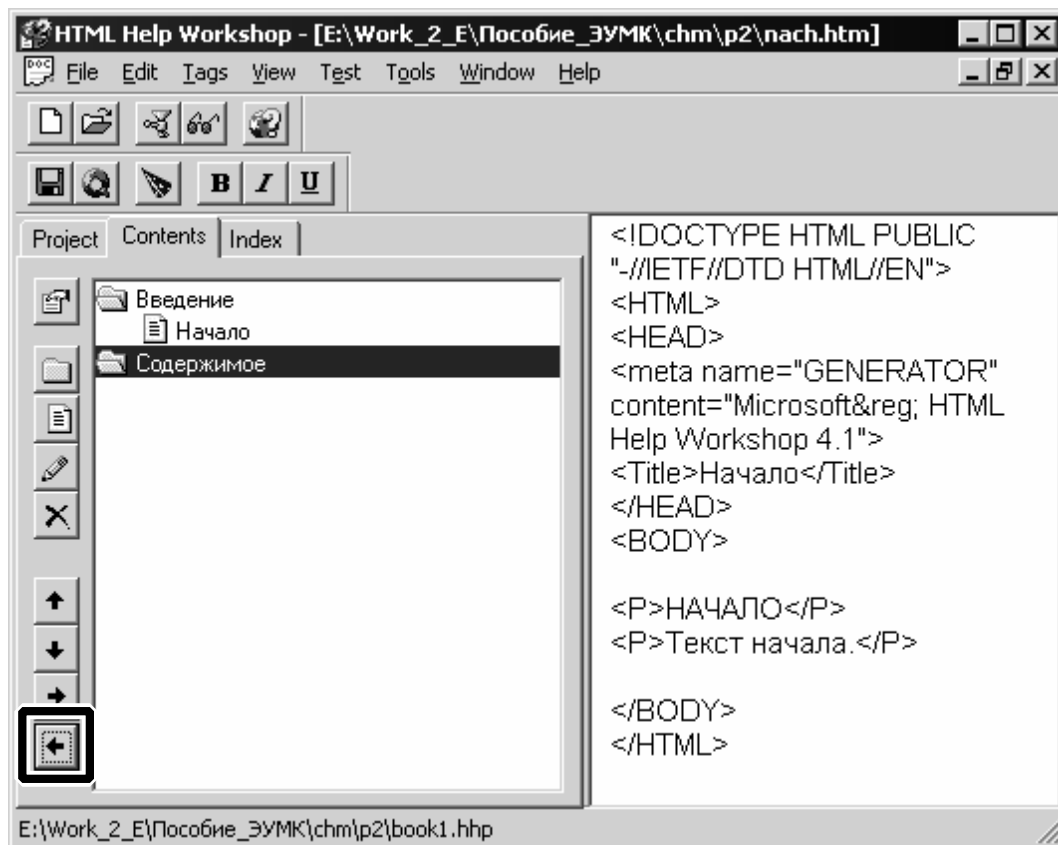 HTML Help Workshop - [E:\Work_2_E\Пособие_ЭУМК\chm\p2\nach.htm]
File Edit Tags View Test Tools Window Help
B I U
Project Contents Index
Введение
Начало
Содержимое
<!DOCTYPE HTML PUBLIC
"-//IETF//DTD HTML//EN">
<HTML>
<HEAD>
<meta name="GENERATOR"
content="Microsoft&reg; HTML
Help Workshop 4.1">
<Title>Начало</Title>
</HEAD>
<BODY>
<P>НАЧАЛО</P>
<P>Текст начала.</P>
</BODY>
</HTML>
E:\Work_2_E\Пособие_ЭУМК\chm\p2\book1.hhp